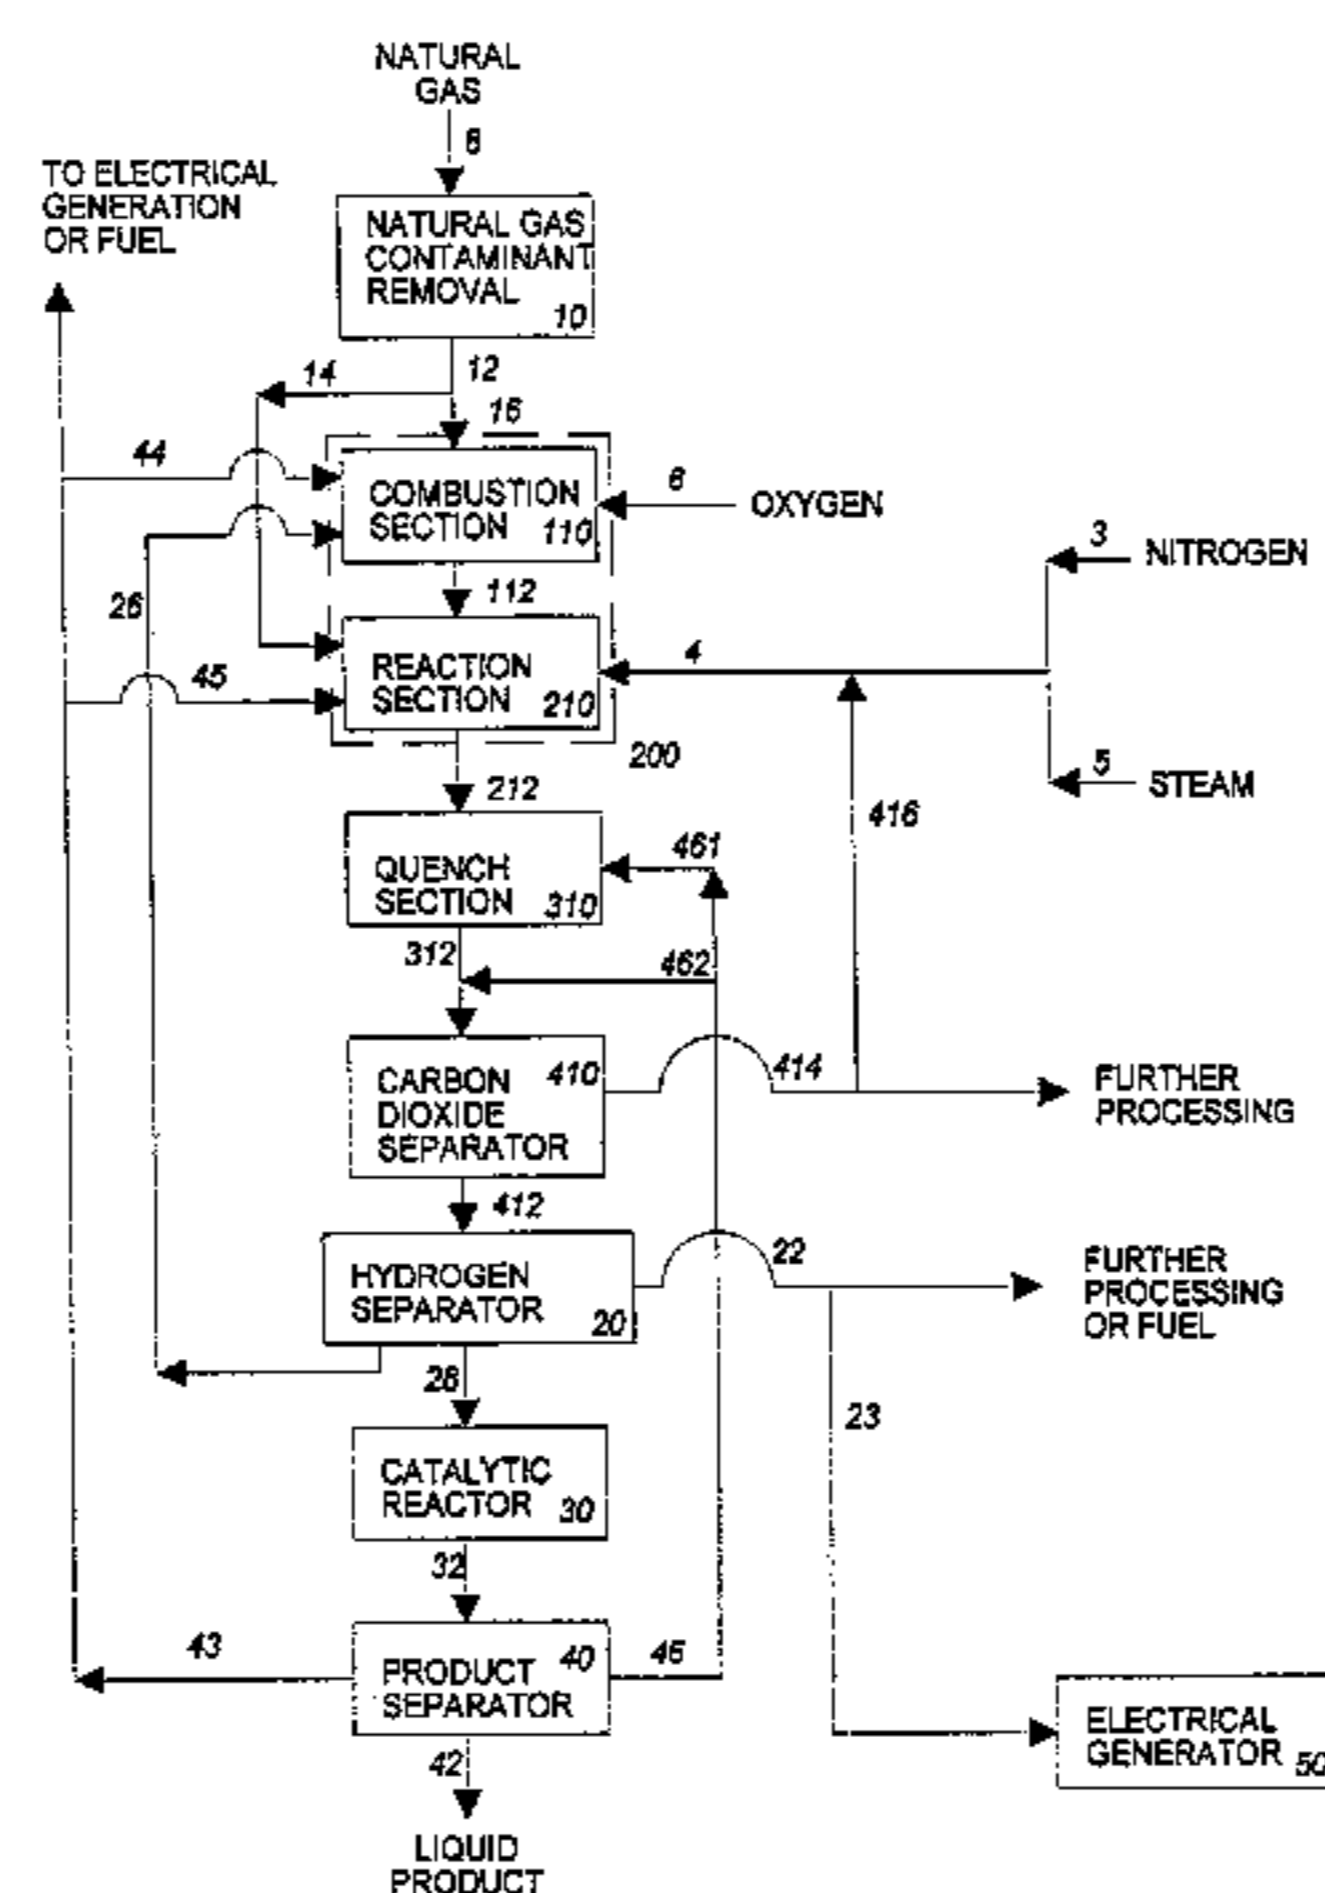 NATURAL
GAS
8
TO ELECTRICAL
GENERATION
OR FUEL
NATURAL GAS
CONTAMINANT
REMOVAL
10
14
12
16
44
COMBUSTION
SECTION
110
6
OXYGEN
3
NITROGEN
26
112
REACTION
SECTION
210
4
45
200
5
STEAM
212
416
QUENCH
SECTION
310
461
312
462
CARBON
DIOXIDE
SEPARATOR
410
414
FURTHER
PROCESSING
412
HYDROGEN
SEPARATOR
20
22
FURTHER
PROCESSING
OR FUEL
28
23
CATALYTIC
REACTOR
30
32
43
PRODUCT
SEPARATOR
40
46
ELECTRICAL
GENERATOR
50
42
LIQUID
PRODUCT